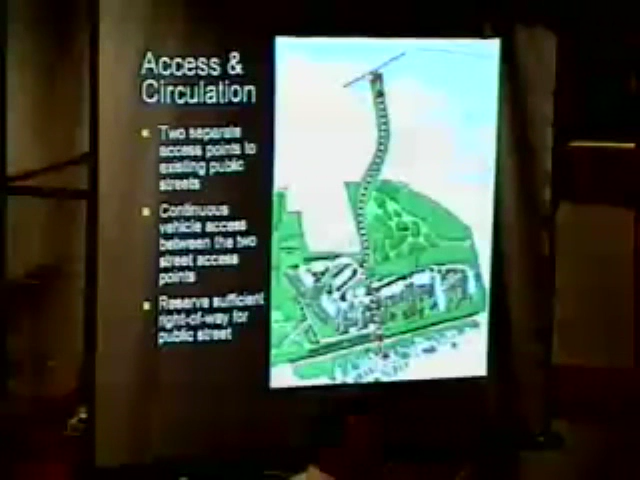 Access &
Circulation
Two separate
access points to
existing public
streets
Continuous
vehicle access
between the two
street access
points
Reserve sufficient
right-of-way for
public street